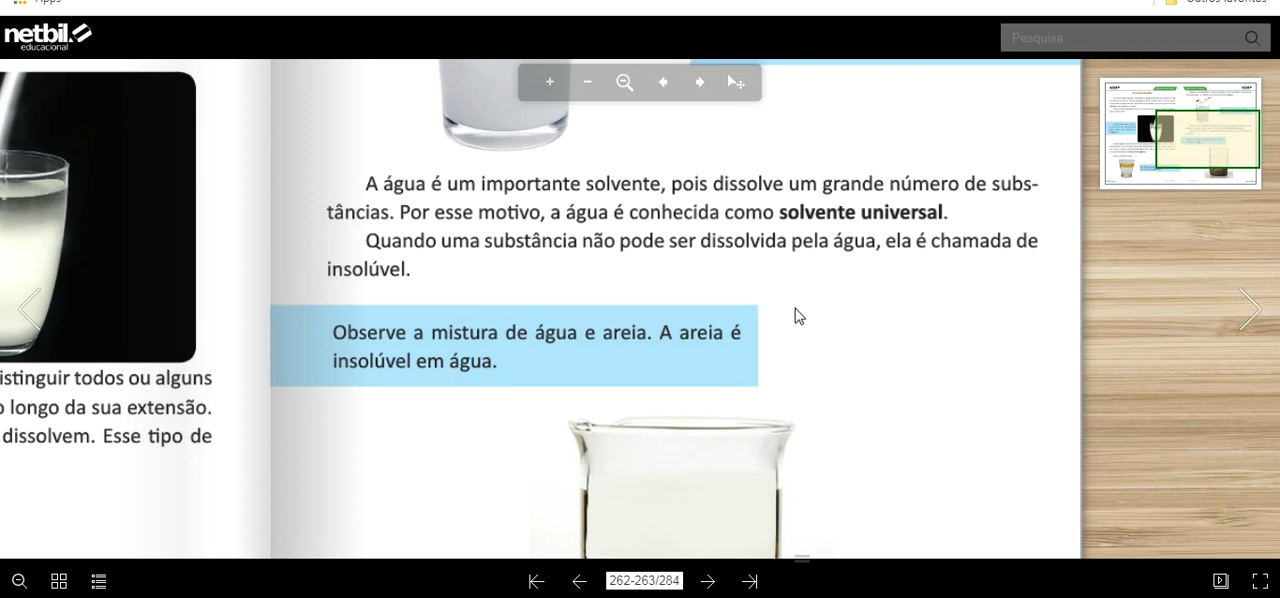 Apps
Outros favoritos
netbil
educacional
Pesquisa
A água é um importante solvente, pois dissolve um grande número de subs-
tâncias. Por esse motivo, a água é conhecida como solvente universal.
Quando uma substância não pode ser dissolvida pela água, ela é chamada de
insolúvel.
Observe a mistura de água e areia. A areia é
insolúvel em água.
istinguir todos ou alguns
o longo da sua extensão.
dissolvem. Esse tipo de
262-263/284